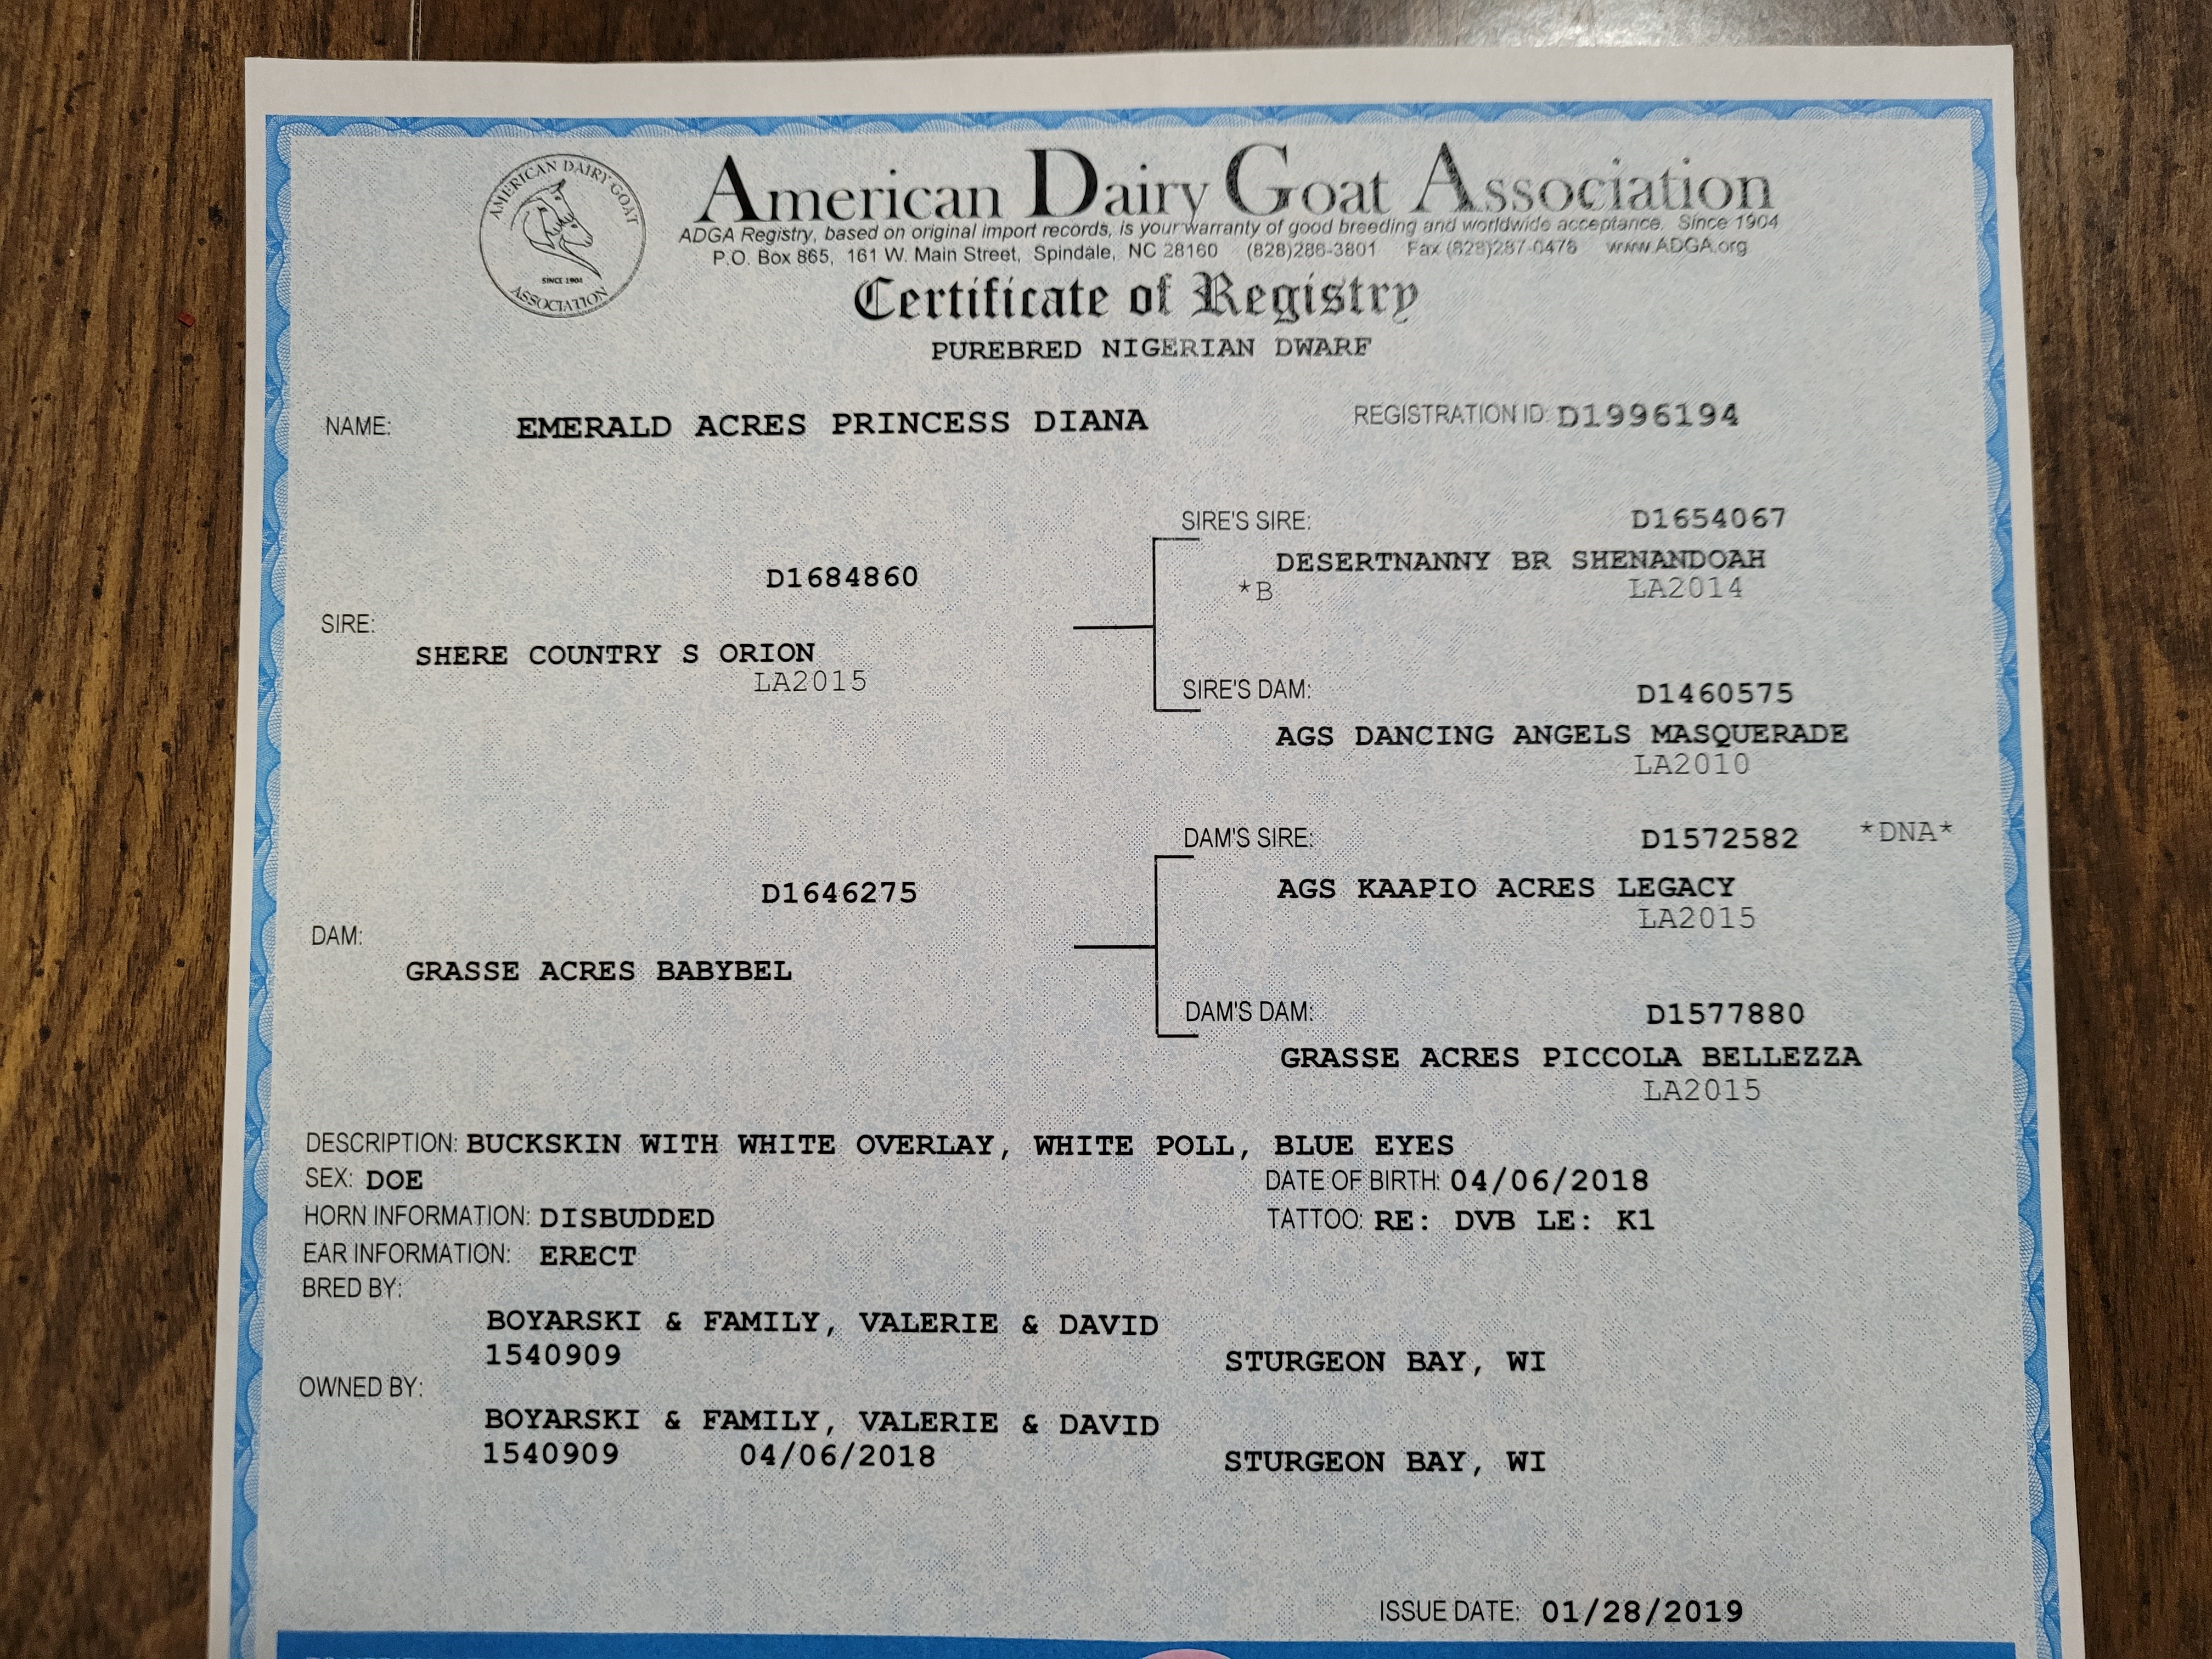 AMERICAN DAIRY GOAT
SINCE 1904
ASSOCIATION
American Dairy Goat Association
ADGA Registry, based on original import records, is your warranty of good breeding and worldwide acceptance. Since 1904
P.O. Box 865, 161 W. Main Street, Spindale, NC 28160 (828)286-3801 Fax (828)287-0476 www.ADGA.org
Certificate of Registry
PUREBRED NIGERIAN DWARF
NAME: EMERALD ACRES PRINCESS DIANA REGISTRATION ID: D1996194
SIRE'S SIRE: D1654067
DESERTNANNY BR SHENANDOAH
*B LA2014
D1684860
SIRE:
SHERE COUNTRY S ORION
LA2015
SIRE'S DAM: D1460575
AGS DANCING ANGELS MASQUERADE
LA2010
DAM'S SIRE: D1572582 *DNA*
AGS KAAPIO ACRES LEGACY
LA2015
D1646275
DAM:
GRASSE ACRES BABYBEL
DAM'S DAM: D1577880
GRASSE ACRES PICCOLA BELLEZZA
LA2015
DESCRIPTION: BUCKSKIN WITH WHITE OVERLAY, WHITE POLL, BLUE EYES
SEX: DOE DATE OF BIRTH: 04/06/2018
HORN INFORMATION: DISBUDDED TATTOO: RE: DVB LE: K1
EAR INFORMATION: ERECT
BRED BY:
BOYARSKI & FAMILY, VALERIE & DAVID
1540909 STURGEON BAY, WI
OWNED BY:
BOYARSKI & FAMILY, VALERIE & DAVID
1540909 04/06/2018 STURGEON BAY, WI
ISSUE DATE: 01/28/2019